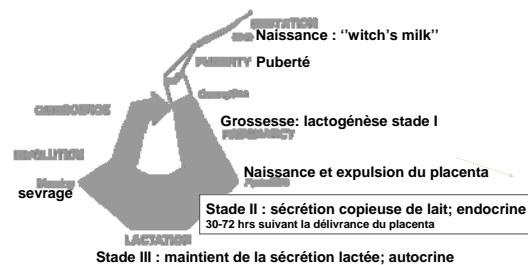 GESTATION
Naissance : ‘‘witch’s milk’’
PUBERTY Puberté
Conception
QUIESCENCE
Grossesse: lactogénèse stade I
PREGNANCY
INVOLUTION
Naissance et expulsion du placenta
Weaning
sevrage
Stade II : sécrétion copieuse de lait; endocrine
30-72 hrs suivant la délivrance du placenta
LACTATION
Stade III : maintient de la sécrétion lactée; autocrine